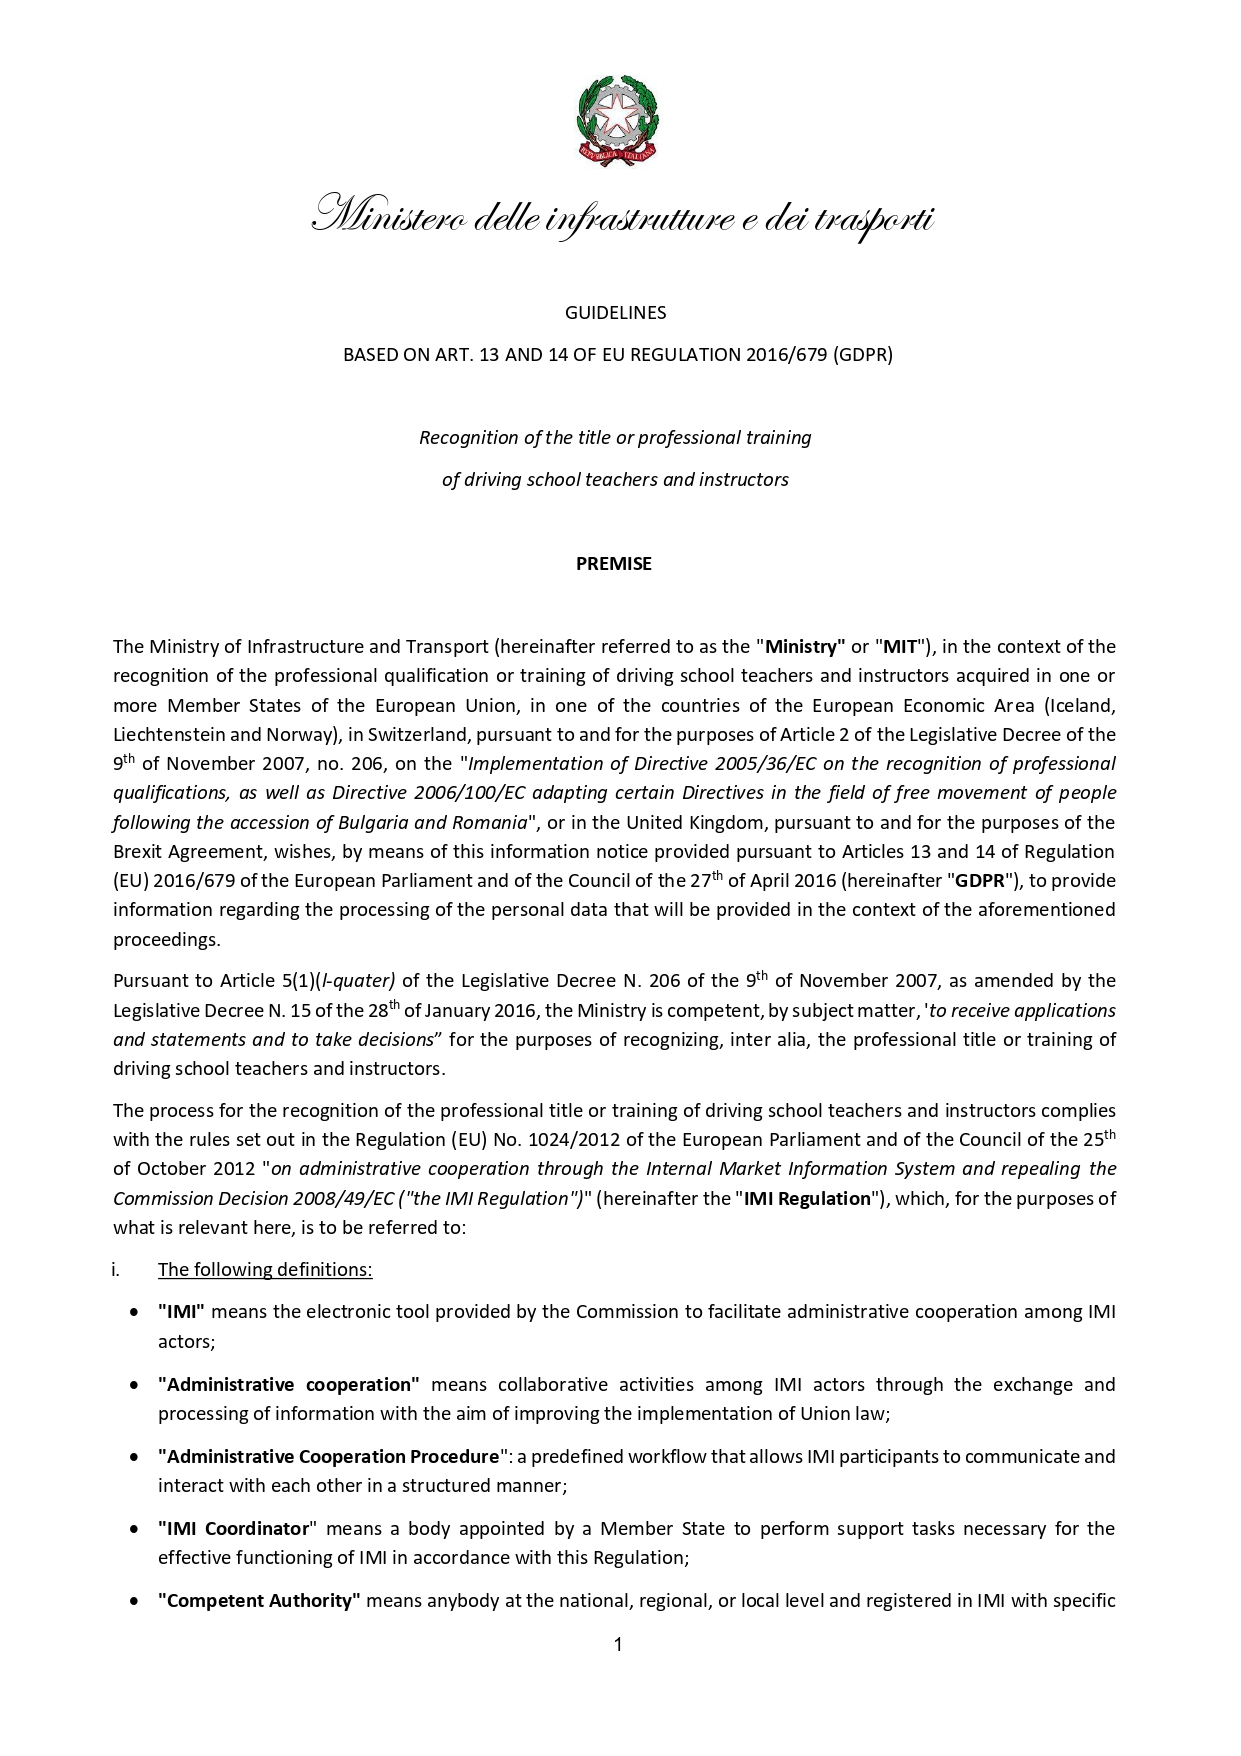 REPVBBLICA ITALIANA
Ministero delle infrastrutture e dei trasporti
GUIDELINES
BASED ON ART. 13 AND 14 OF EU REGULATION 2016/679 (GDPR)
Recognition of the title or professional training
of driving school teachers and instructors
PREMISE
The Ministry of Infrastructure and Transport (hereinafter referred to as the "Ministry" or "MIT"), in the context of the
recognition of the professional qualification or training of driving school teachers and instructors acquired in one or
more Member States of the European Union, in one of the countries of the European Economic Area (Iceland,
Liechtenstein and Norway), in Switzerland, pursuant to and for the purposes of Article 2 of the Legislative Decree of the
9th of November 2007, no. 206, on the "Implementation of Directive 2005/36/EC on the recognition of professional
qualifications, as well as Directive 2006/100/EC adapting certain Directives in the field of free movement of people
following the accession of Bulgaria and Romania", or in the United Kingdom, pursuant to and for the purposes of the
Brexit Agreement, wishes, by means of this information notice provided pursuant to Articles 13 and 14 of Regulation
(EU) 2016/679 of the European Parliament and of the Council of the 27th of April 2016 (hereinafter "GDPR"), to provide
information regarding the processing of the personal data that will be provided in the context of the aforementioned
proceedings.
Pursuant to Article 5(1)(l-quater) of the Legislative Decree N. 206 of the 9th of November 2007, as amended by the
Legislative Decree N. 15 of the 28th of January 2016, the Ministry is competent, by subject matter, 'to receive applications
and statements and to take decisions” for the purposes of recognizing, inter alia, the professional title or training of
driving school teachers and instructors.
The process for the recognition of the professional title or training of driving school teachers and instructors complies
with the rules set out in the Regulation (EU) No. 1024/2012 of the European Parliament and of the Council of the 25th
of October 2012 "on administrative cooperation through the Internal Market Information System and repealing the
Commission Decision 2008/49/EC ("the IMI Regulation")" (hereinafter the "IMI Regulation"), which, for the purposes of
what is relevant here, is to be referred to:
i. The following definitions:
• "IMI" means the electronic tool provided by the Commission to facilitate administrative cooperation among IMI
actors;
• "Administrative cooperation" means collaborative activities among IMI actors through the exchange and
processing of information with the aim of improving the implementation of Union law;
• "Administrative Cooperation Procedure": a predefined workflow that allows IMI participants to communicate and
interact with each other in a structured manner;
• "IMI Coordinator" means a body appointed by a Member State to perform support tasks necessary for the
effective functioning of IMI in accordance with this Regulation;
• "Competent Authority" means anybody at the national, regional, or local level and registered in IMI with specific
1